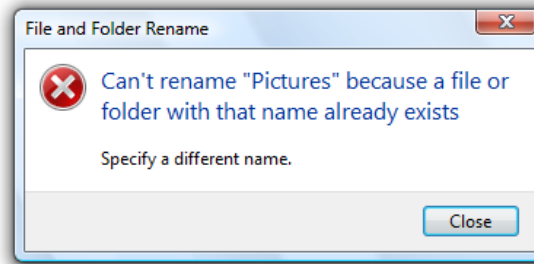 File and Folder Rename
Can't rename "Pictures" because a file or
folder with that name already exists
Specify a different name.
Close